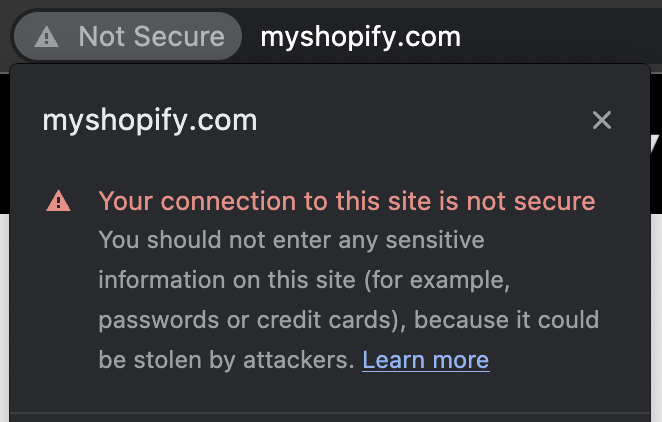 Not Secure myshopify.com
myshopify.com
Your connection to this site is not secure
You should not enter any sensitive
information on this site (for example,
passwords or credit cards), because it could
be stolen by attackers. Learn more